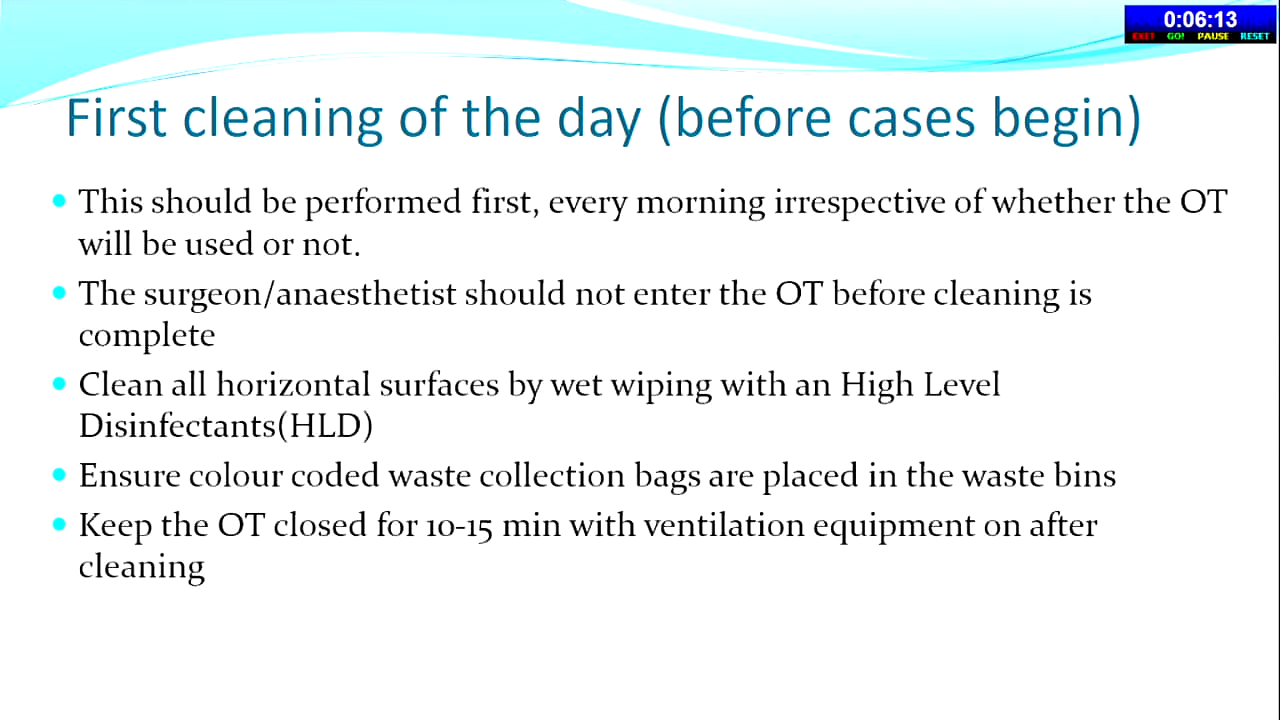 0:06:13
EXIT GO! PAUSE RESET
First cleaning of the day (before cases begin)
This should be performed first, every morning irrespective of whether the OT
will be used or not.
The surgeon/anaesthetist should not enter the OT before cleaning is
complete
Clean all horizontal surfaces by wet wiping with an High Level
Disinfectants(HLD)
Ensure colour coded waste collection bags are placed in the waste bins
Keep the OT closed for 10-15 min with ventilation equipment on after
cleaning